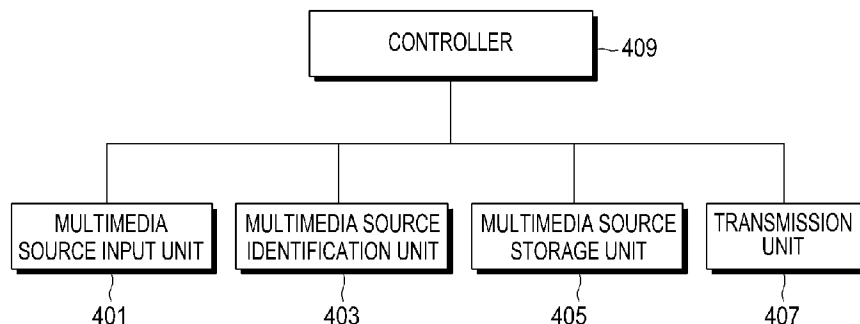 CONTROLLER
409
MULTIMEDIA
SOURCE INPUT UNIT
MULTIMEDIA SOURCE
IDENTIFICATION UNIT
MULTIMEDIA SOURCE
STORAGE UNIT
TRANSMISSION
UNIT
401
403
405
407